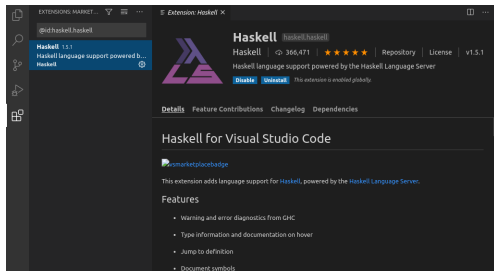 EXTENSIONS: MARKET...
@id:haskell.haskell
Haskell 1.5.1
Haskell language support powered b...
Haskell
Extension: Haskell ×
Haskell haskell.haskell
Haskell | 366,471 | ★★★★★ | Repository | License | v1.5.1
Haskell language support powered by the Haskell Language Server
Disable Uninstall This extension is enabled globally.
Details Feature Contributions Changelog Dependencies
Haskell for Visual Studio Code
vsmarketplacebadge
This extension adds language support for Haskell, powered by the Haskell Language Server.
Features
• Warning and error diagnostics from GHC
• Type information and documentation on hover
• Jump to definition
• Document symbols